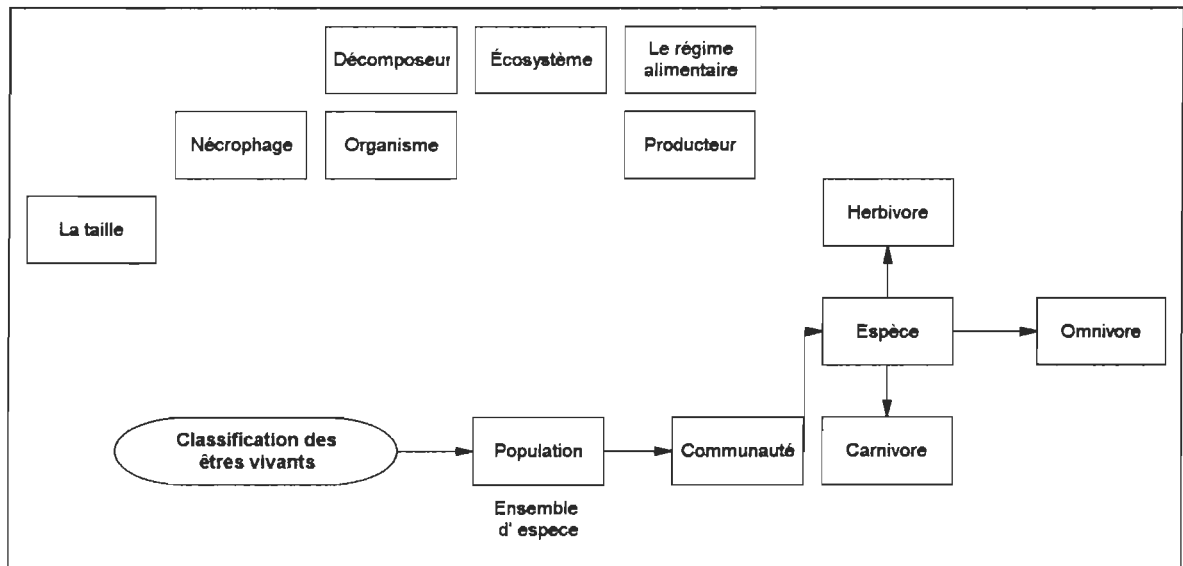 Décomposeur
Écosystème
Le régime
alimentaire
Nécrophage
Organisme
Producteur
La taille
Herbivore
Espèce
Omnivore
Classification des
êtres vivants
Population
Communauté
Carnivore
Ensemble
d' espece